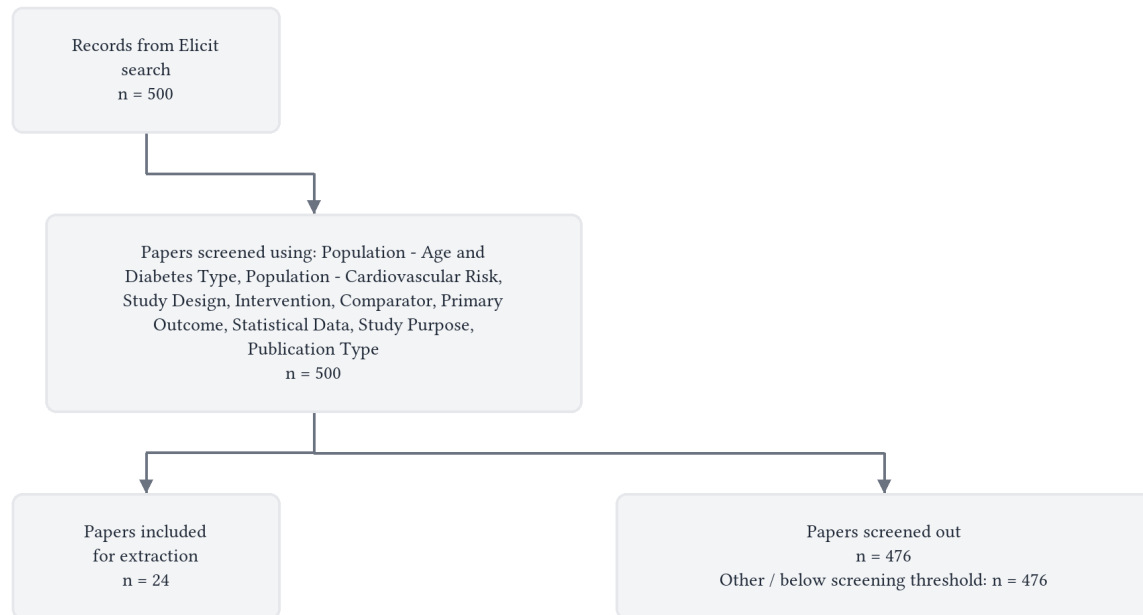 Records from Elicit
search
n = 500
Papers screened using: Population - Age and
Diabetes Type, Population - Cardiovascular Risk,
Study Design, Intervention, Comparator, Primary
Outcome, Statistical Data, Study Purpose,
Publication Type
n = 500
Papers included
for extraction
n = 24
Papers screened out
n = 476
Other / below screening threshold: n = 476